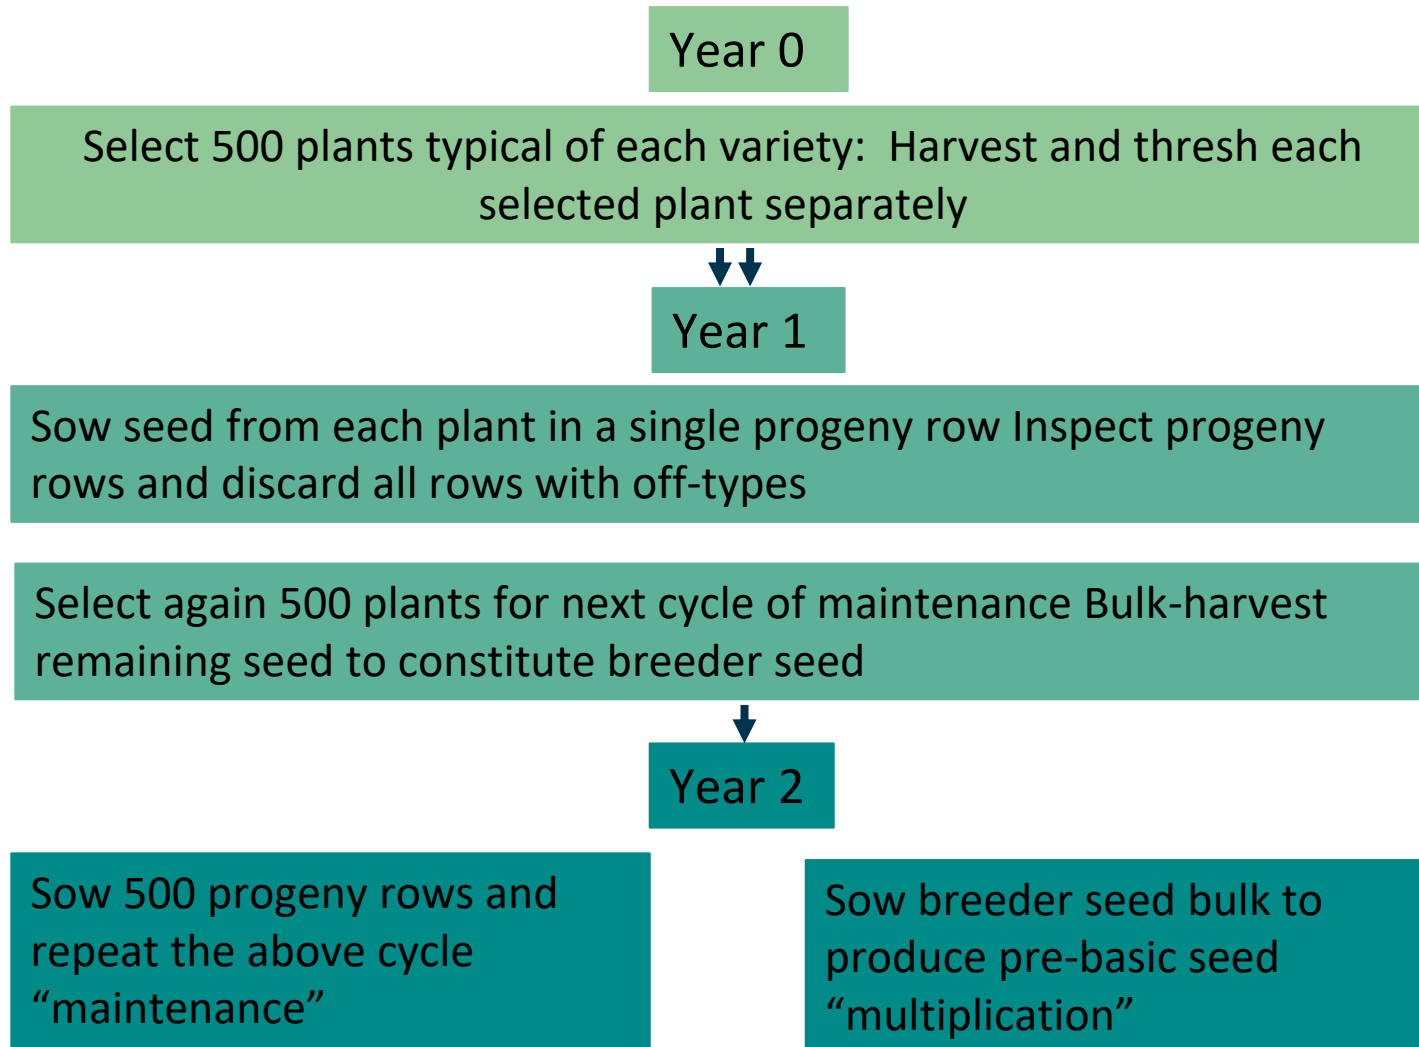 Year 0
Select 500 plants typical of each variety:  Harvest and thresh each
selected plant separately
Year 1
Sow seed from each plant in a single progeny row Inspect progeny
rows and discard all rows with off-types
Select again 500 plants for next cycle of maintenance Bulk-harvest
remaining seed to constitute breeder seed
Year 2
Sow 500 progeny rows and
repeat the above cycle
“maintenance”
Sow breeder seed bulk to
produce pre-basic seed
“multiplication”